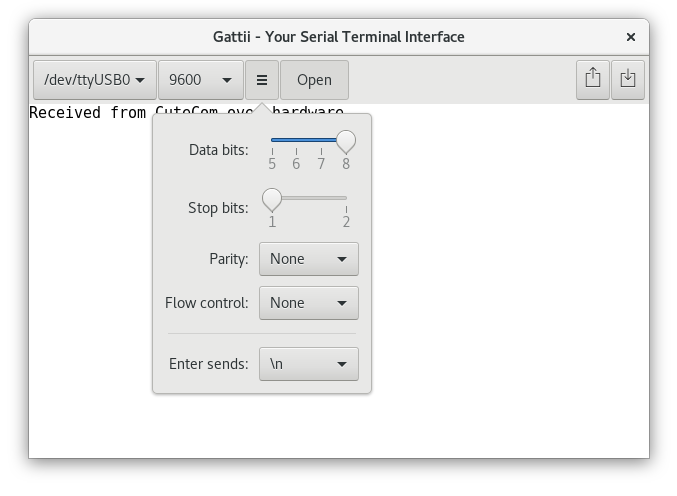 Gattii - Your Serial Terminal Interface
/dev/ttyUSB0 9600 Open
Received from CuteCom over hardware
Data bits:
5 6 7 8
Stop bits:
1 2
Parity: None
Flow control: None
Enter sends: \n